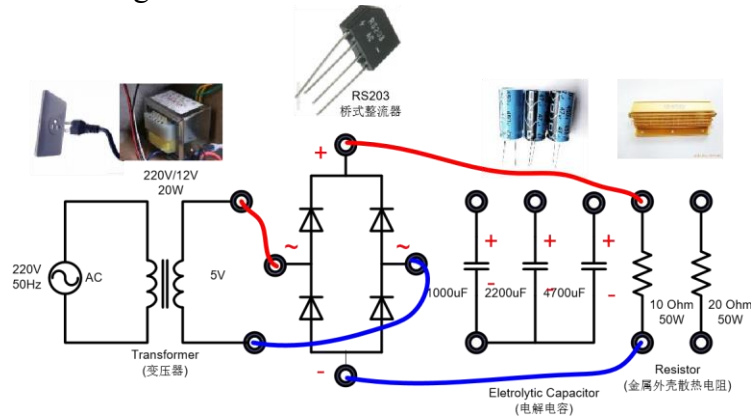 RS203
桥式整流器
220V/12V
20W
220V
50Hz
AC
5V
Transformer
(变压器)
+
~
~
-
+
-
1000uF
+
-
2200uF
+
-
4700uF
Eletrolytic Capacitor
(电解电容)
10 Ohm
50W
20 Ohm
50W
Resistor
(金属外壳散热电阻)